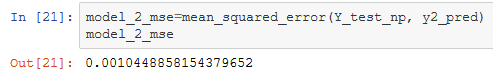 In [21]: model_2_mse=mean_squared_error(Y_test_np, y2_pred)
model_2_mse
Out[21]: 0.0010448858154379652